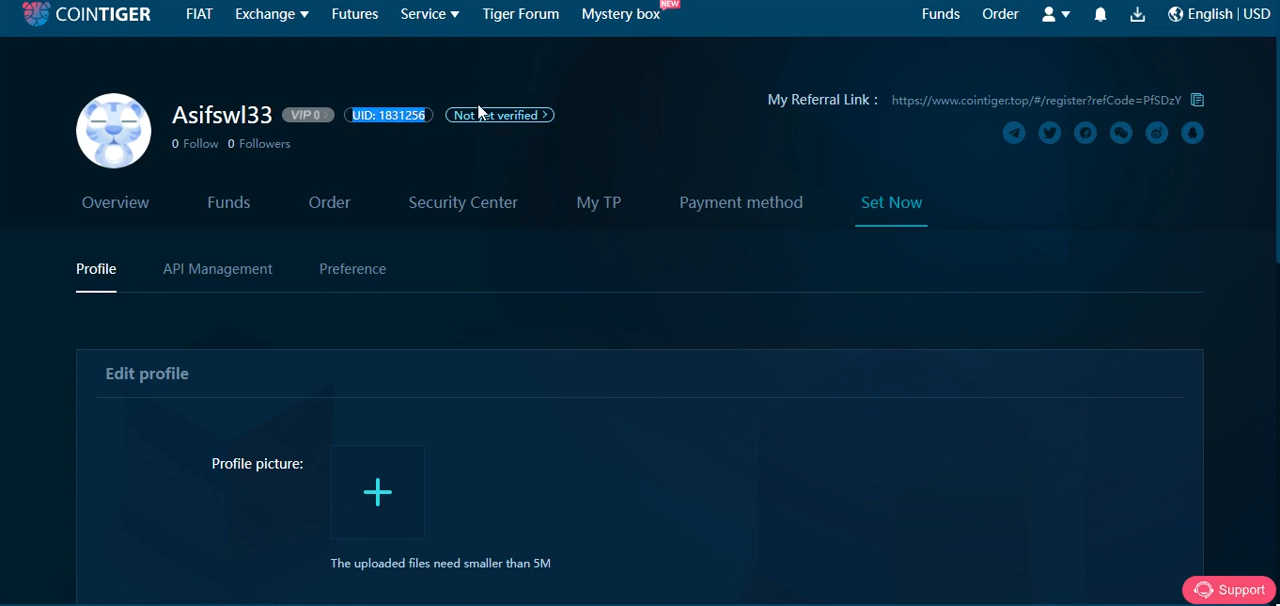 COINTIGER FIAT Exchange Futures Service Tiger Forum Mystery box NEW Funds Order English | USD
Asifswl33 VIP 0 UID: 1831256 Not verified
My Referral Link : https://www.cointiger.top/#/register?refCode=PfSDzY
0 Follow 0 Followers
Overview Funds Order Security Center My TP Payment method Set Now
Profile API Management Preference
Edit profile
Profile picture:
The uploaded files need smaller than 5M
Support